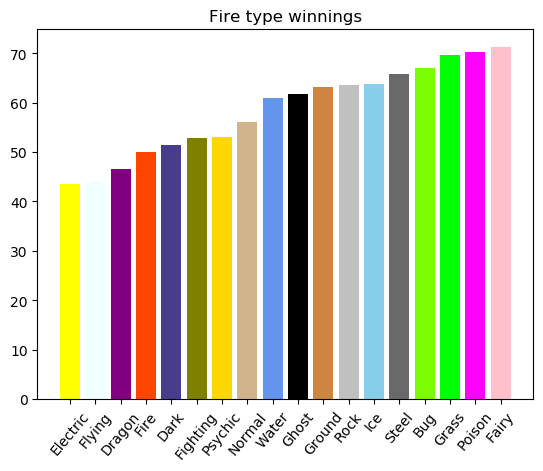 Fire type winnings
70
60
50
40
30
20
10
0
Electric
Flying
Dragon
Fire
Dark
Fighting
Psychic
Normal
Water
Ghost
Ground
Rock
Ice
Steel
Bug
Grass
Poison
Fairy